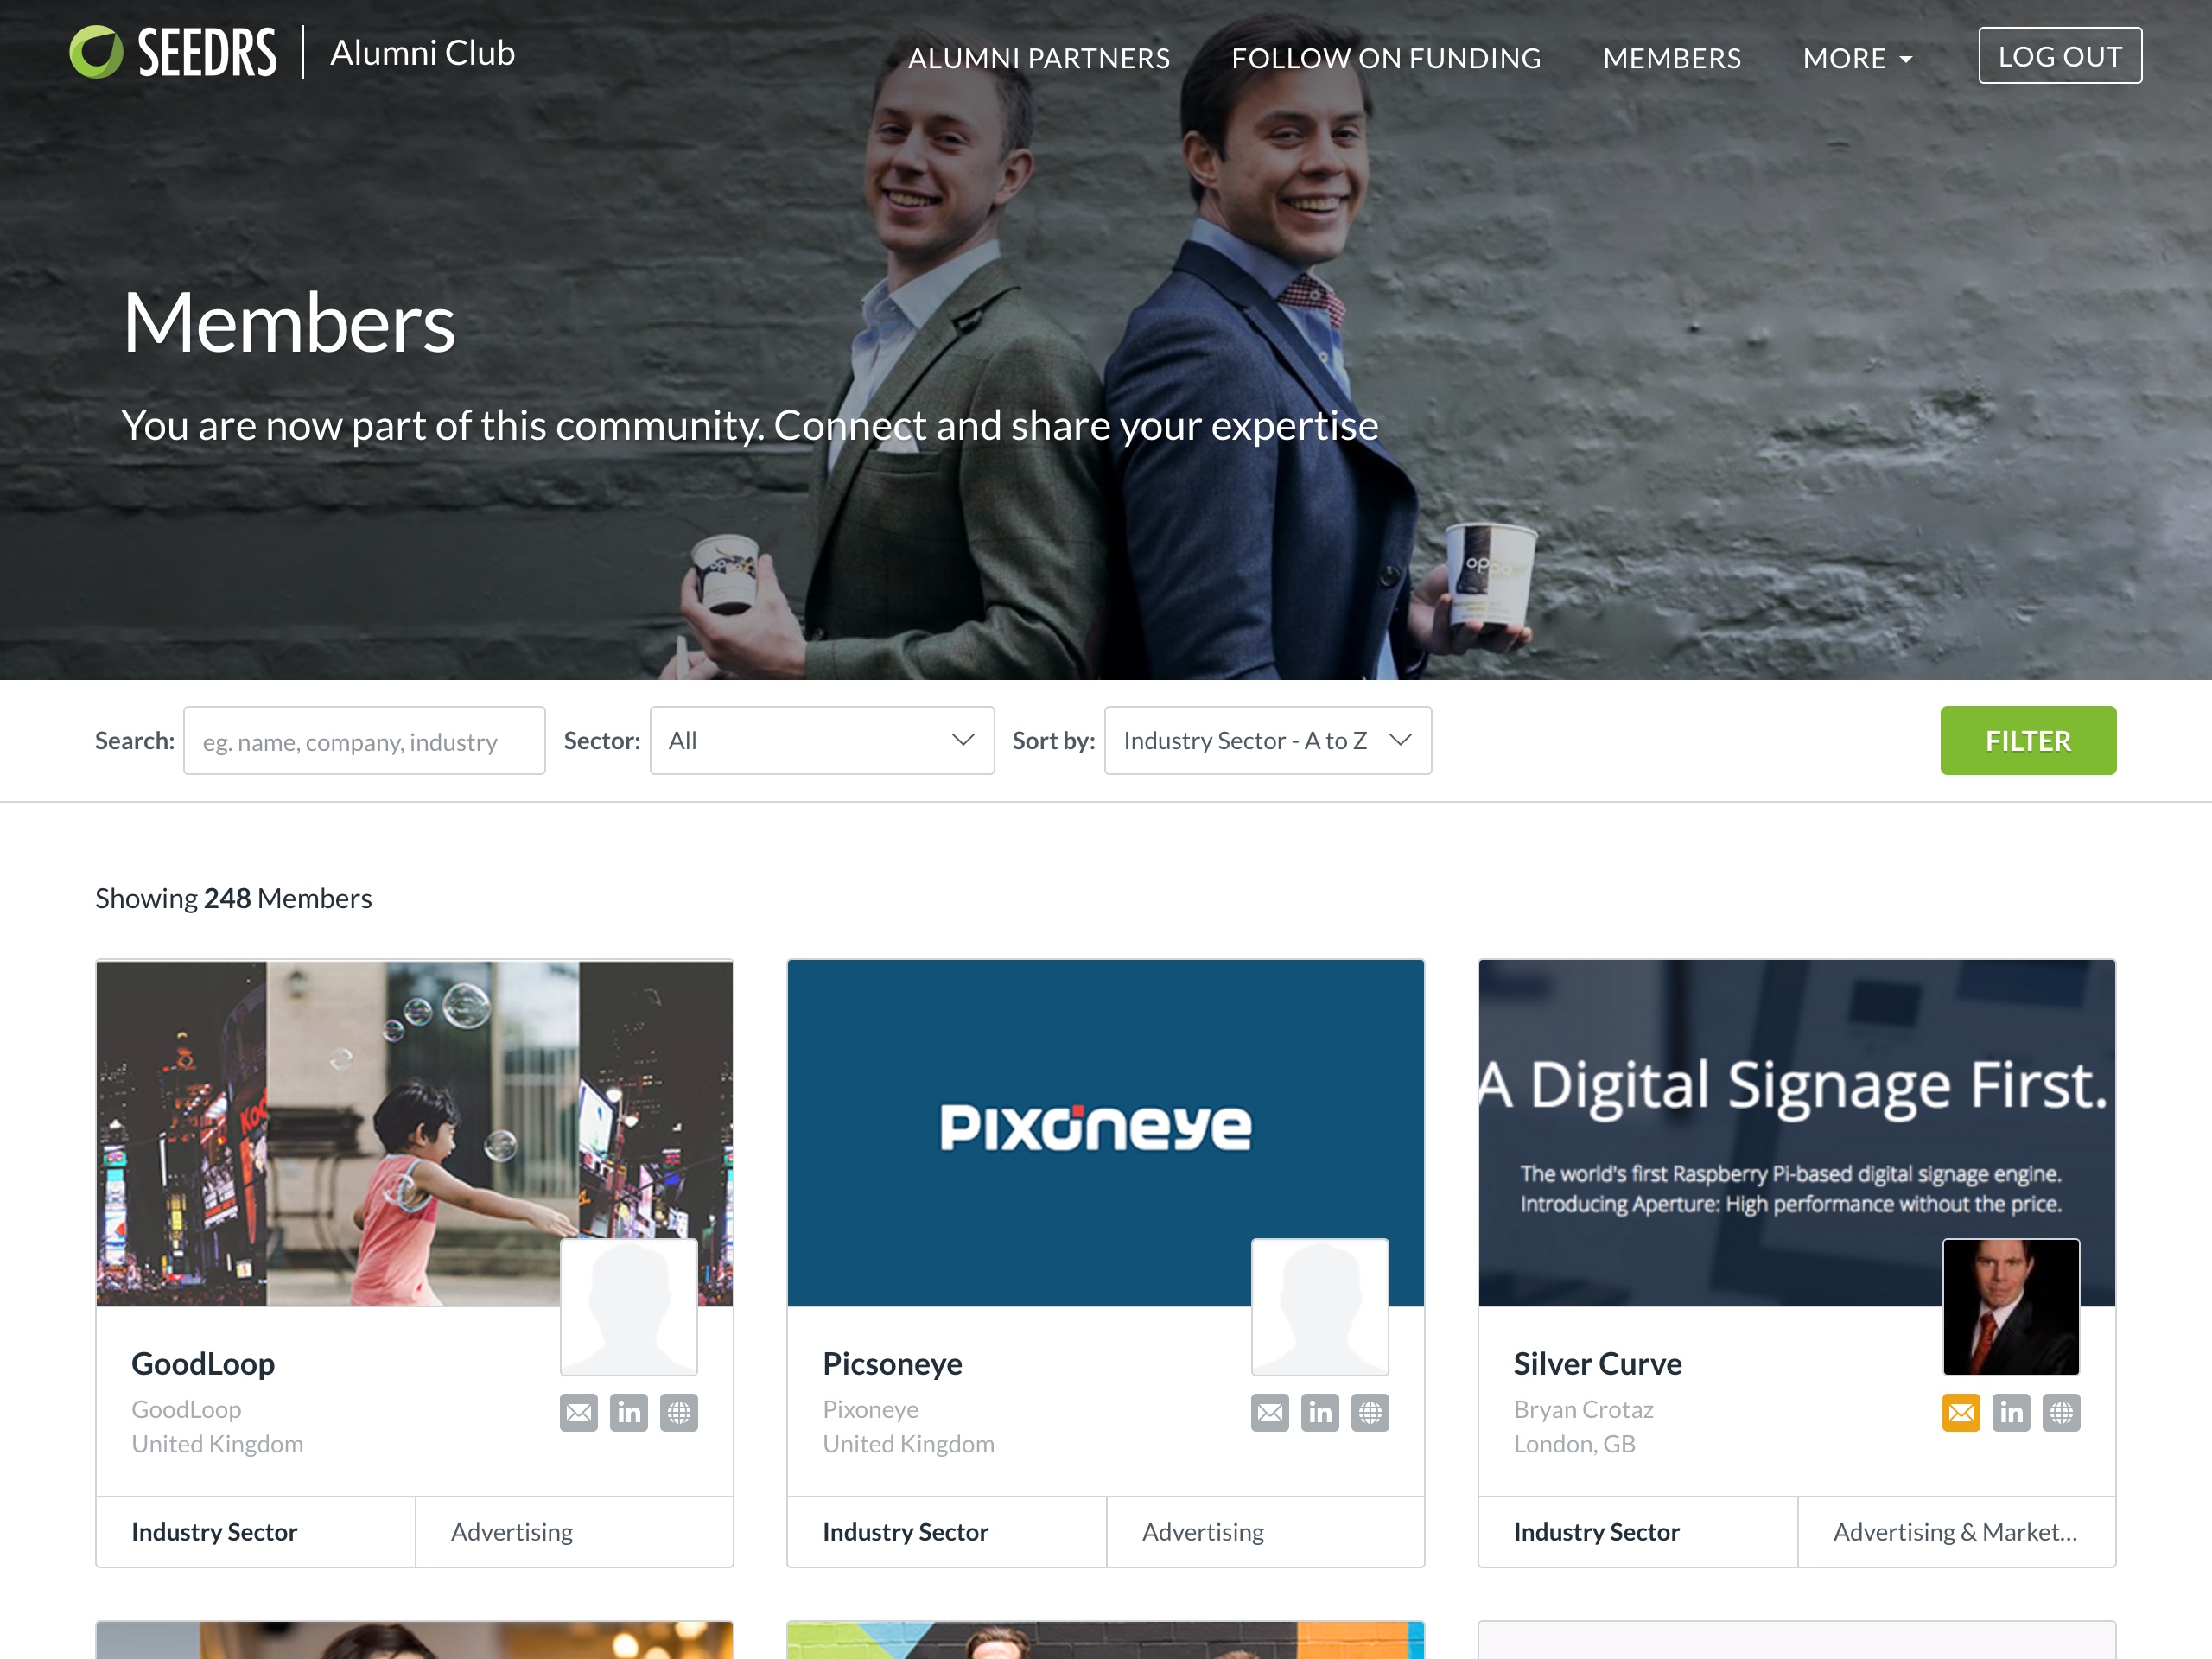 SEEDRS
Alumni Club
ALUMNI PARTNERS
FOLLOW ON FUNDING
MEMBERS
MORE
LOG OUT
Members
You are now part of this community. Connect and share your expertise
Search:
eg. name, company, industry
Sector:
All
Sort by:
Industry Sector - A to Z
FILTER
Showing 248 Members
Pixoneye
A Digital Signage First.
The world's first Raspberry Pi-based digital signage engine.
Introducing Aperture: High performance without the price.
GoodLoop
GoodLoop
United Kingdom
in
Industry Sector
Advertising
Picsoneye
Pixoneye
United Kingdom
in
Industry Sector
Advertising
Silver Curve
Bryan Crotaz
London, GB
in
Industry Sector
Advertising & Market...